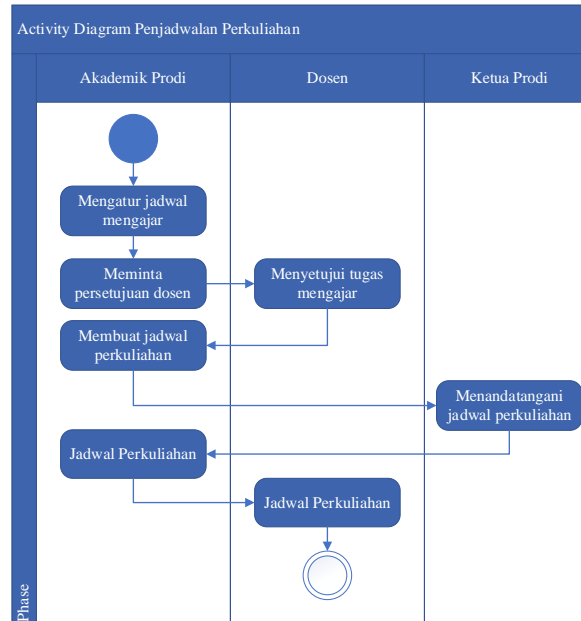 Activity Diagram Penjadwalan Perkuliahan
Akademik Prodi
Dosen
Ketua Prodi
Mengatur jadwal
mengajar
Meminta
persetujuan dosen
Menyetujui tugas
mengajar
Membuat jadwal
perkuliahan
Menandatangani
jadwal perkuliahan
Jadwal Perkuliahan
Jadwal Perkuliahan
Phase